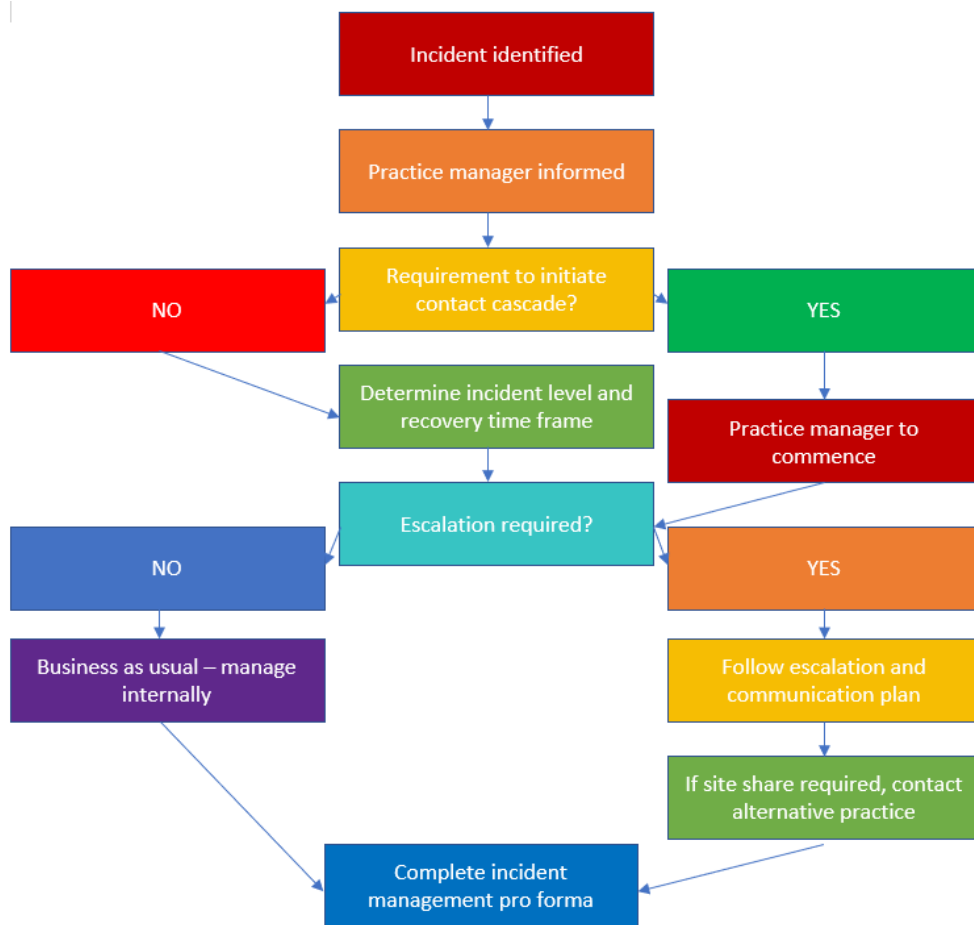 Incident identified
Practice manager informed
Requirement to initiate
contact cascade?
NO
YES
Determine incident level and
recovery time frame
Practice manager to
commence
Escalation required?
NO
YES
Business as usual – manage
internally
Follow escalation and
communication plan
If site share required, contact
alternative practice
Complete incident
management pro forma